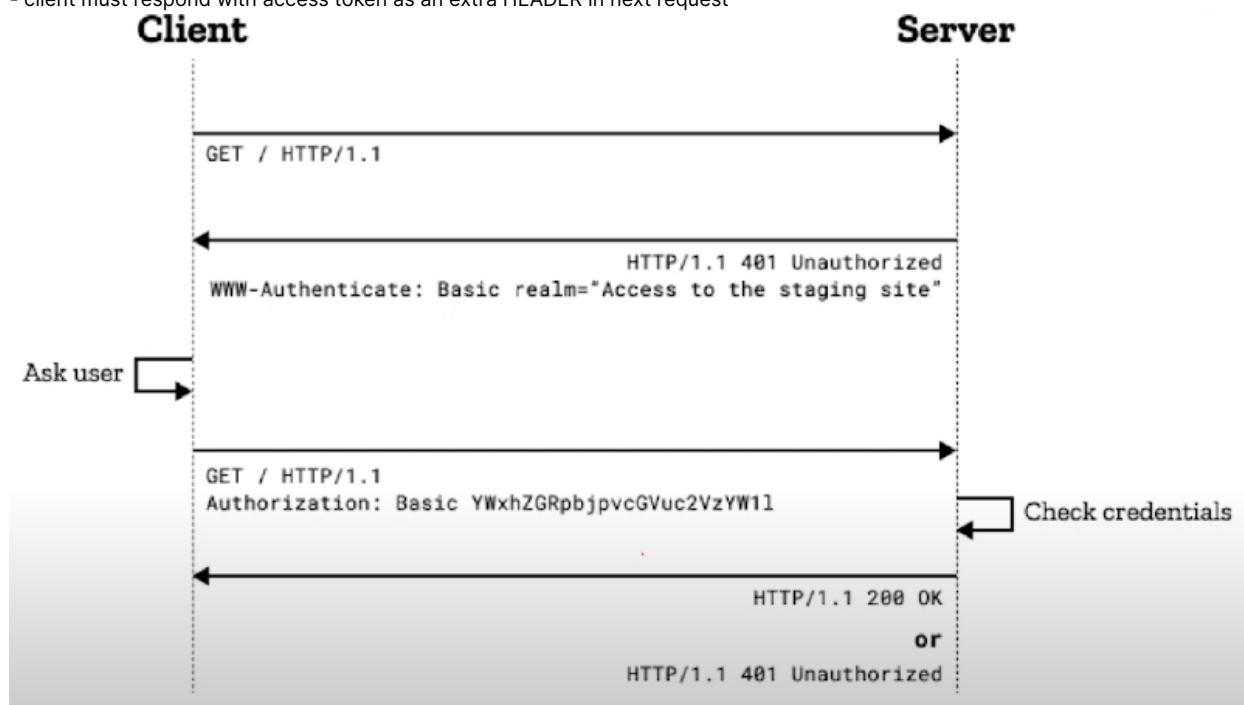 - client must respond with access token as an extra HEADER in next request
Client
Server
GET / HTTP/1.1
HTTP/1.1 401 Unauthorized
WWW-Authenticate: Basic realm="Access to the staging site"
Ask user
GET / HTTP/1.1
Authorization: Basic YWxhZGRpbjpvcGVuc2VzYW1l
Check credentials
HTTP/1.1 200 OK
or
HTTP/1.1 401 Unauthorized